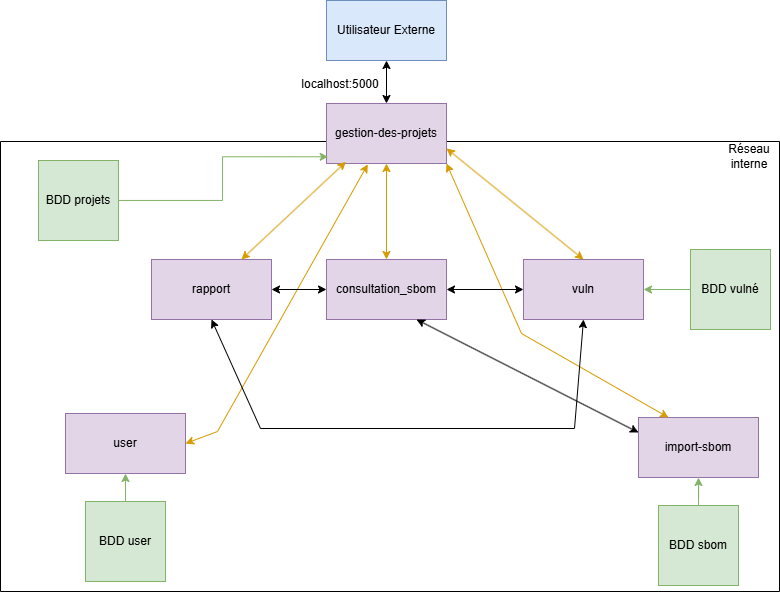 Utilisateur Externe
localhost:5000
gestion-des-projets
Réseau
interne
BDD projets
rapport
consultation_sbom
vuln
BDD vulné
user
import-sbom
BDD user
BDD sbom